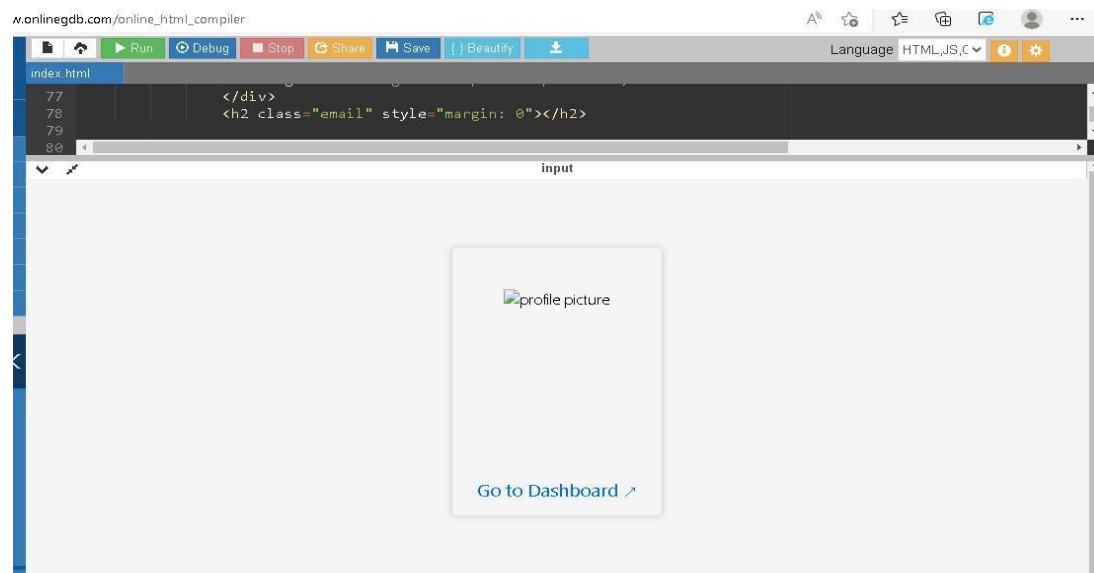 w.onlinegdb.com/online_html_compiler
Run Debug Stop Share Save { } Beautify Language HTML,JS,C
index.html
77 </div>
78 <h2 class="email" style="margin: 0"></h2>
79
80
input
profile picture
Go to Dashboard ↗